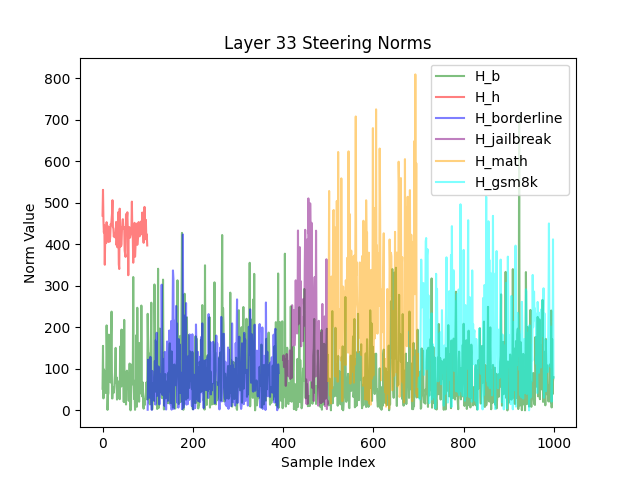 Layer 33 Steering Norms
Norm Value
800
700
600
500
400
300
200
100
0
H_b
H_h
H_borderline
H_jailbreak
H_math
H_gsm8k
0 200 400 600 800 1000
Sample Index